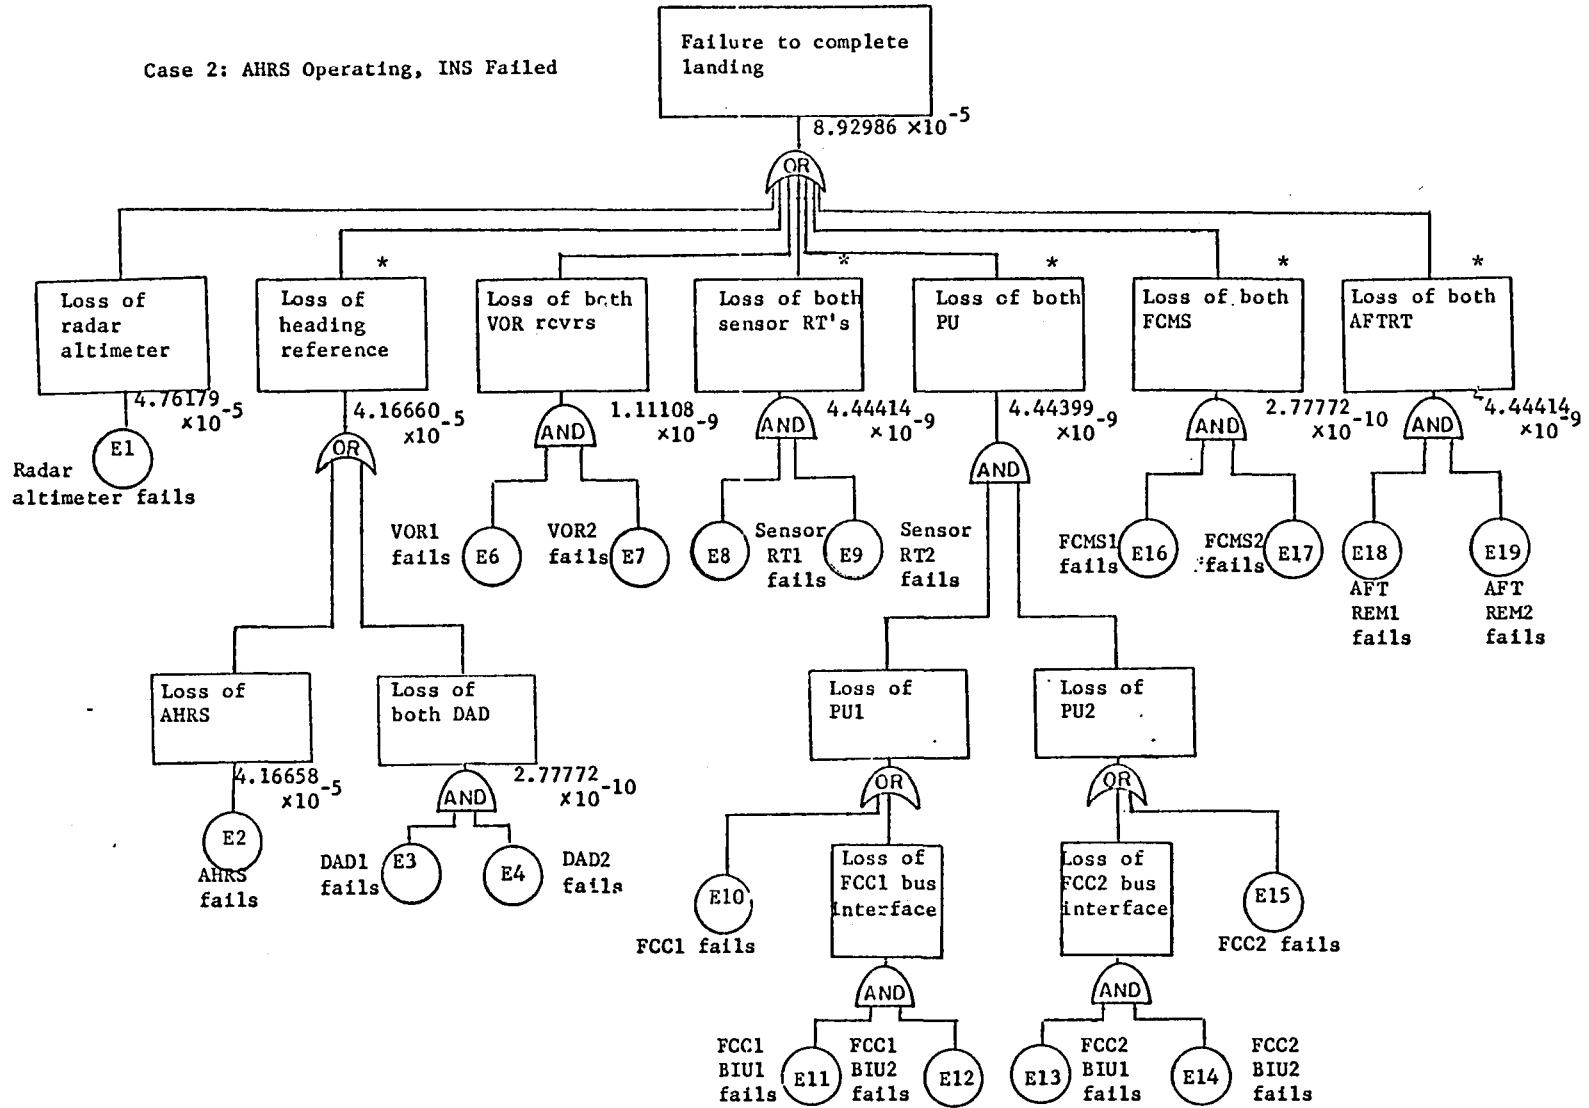 Case 2: AHRS Operating, INS Failed
Failure to complete
landing
8.92986 ×10-5
OR
Loss of
radar
altimeter
4.76179
×10-5
E1
Radar
altimeter fails
*
Loss of
heading
reference
4.16660
×10-5
OR
Loss of both
VOR rcvrs
1.11108
×10-9
AND
VOR1
fails
E6
VOR2
fails
E7
*
Loss of both
sensor RT's
4.44414
×10-9
AND
E8
Sensor
RT1
fails
E9
Sensor
RT2
fails
*
Loss of both
PU
4.44399
×10-9
AND
*
Loss of both
FCMS
2.77772
×10-10
AND
FCMS1
fails
E16
FCMS2
fails
E17
*
Loss of both
AFTRT
4.44414
×10-9
AND
E18
AFT
REM1
fails
E19
AFT
REM2
fails
Loss of
AHRS
4.16658
×10-5
E2
AHRS
fails
Loss of
both DAD
2.77772
×10-10
AND
DAD1
fails
E3
E4
DAD2
fails
Loss of
PU1
OR
E10
FCC1 fails
Loss of
FCC1 bus
interface
AND
FCC1
BIU1
fails
E11
FCC1
BIU2
fails
E12
Loss of
PU2
OR
Loss of
FCC2 bus
interface
E15
FCC2 fails
AND
E13
FCC2
BIU1
fails
E14
FCC2
BIU2
fails